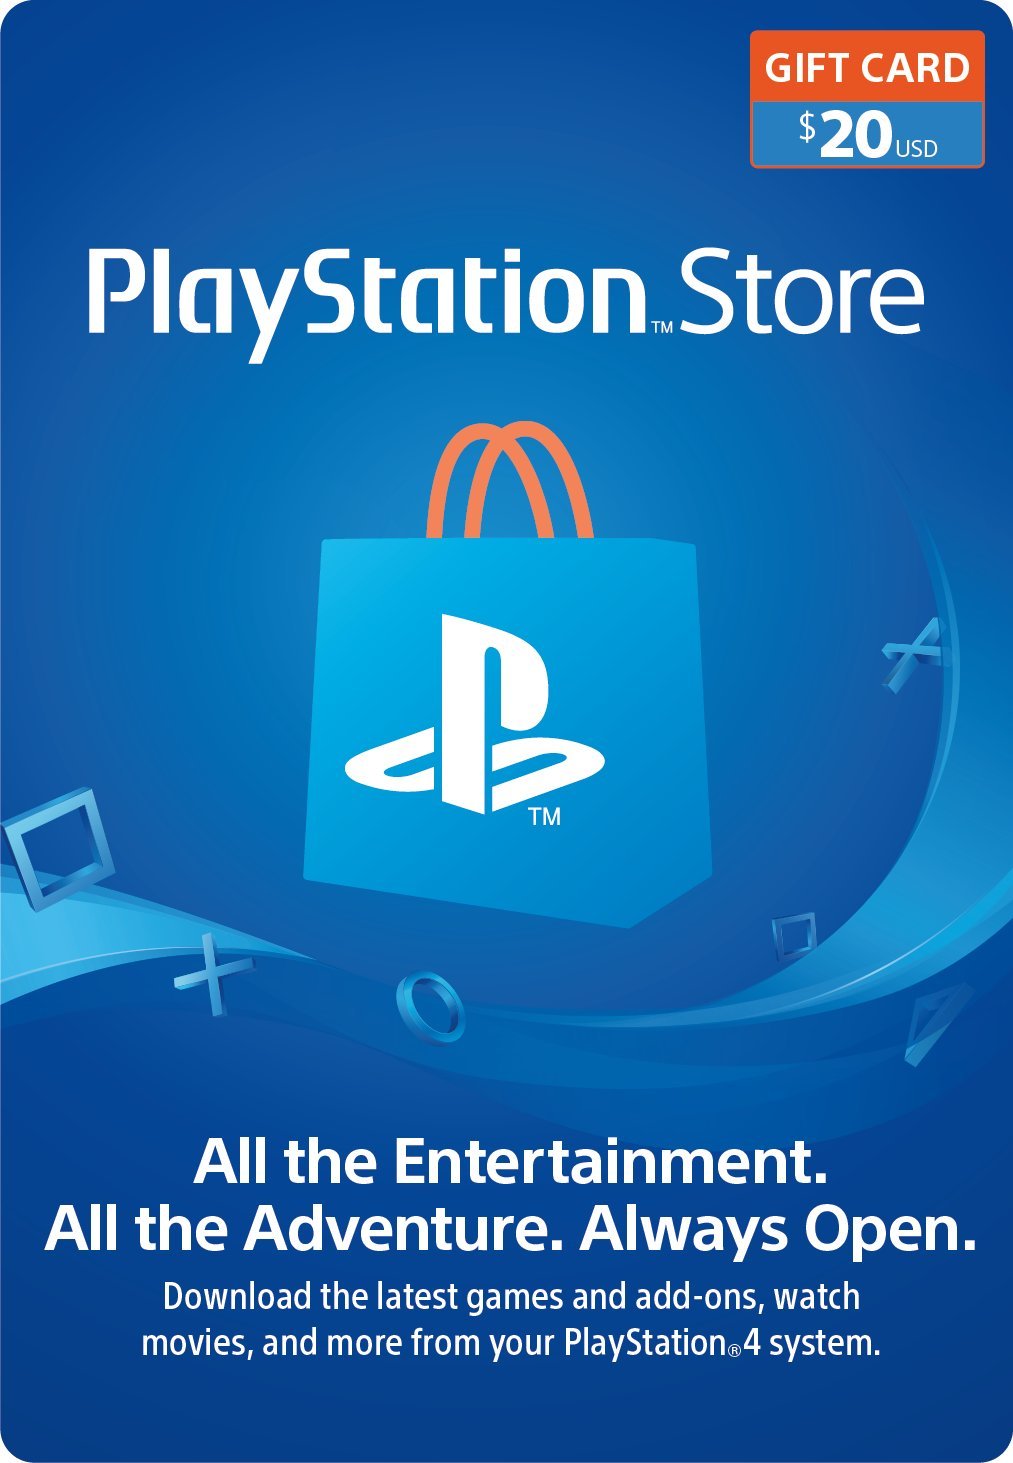 GIFT CARD
$20 USD
PlayStation™ Store
TM
All the Entertainment.
All the Adventure. Always Open.
Download the latest games and add-ons, watch
movies, and more from your PlayStation®4 system.